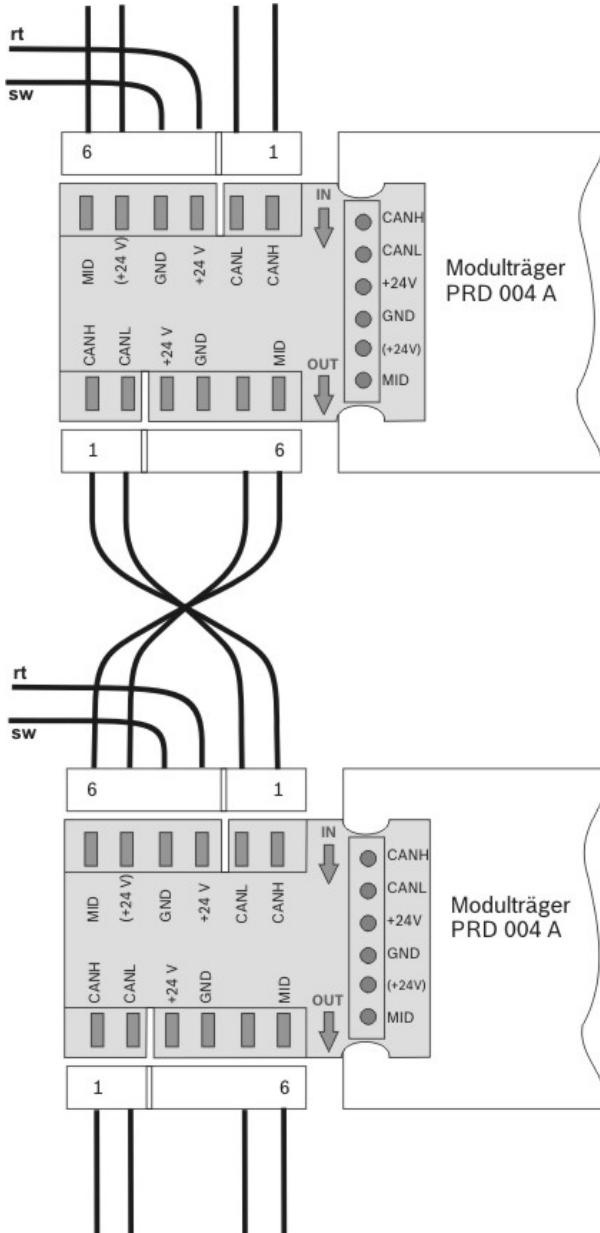 rt
sw
6 1
IN
MID (+24 V) GND +24 V CANL CANH
CANH CANL +24 V GND MID
OUT
CANH
CANL
+24V
GND
(+24V)
MID
Modulträger
PRD 004 A
1 6
rt
sw
6 1
IN
MID (+24 V) GND +24 V CANL CANH
CANH CANL +24 V GND MID
OUT
CANH
CANL
+24V
GND
(+24V)
MID
Modulträger
PRD 004 A
1 6